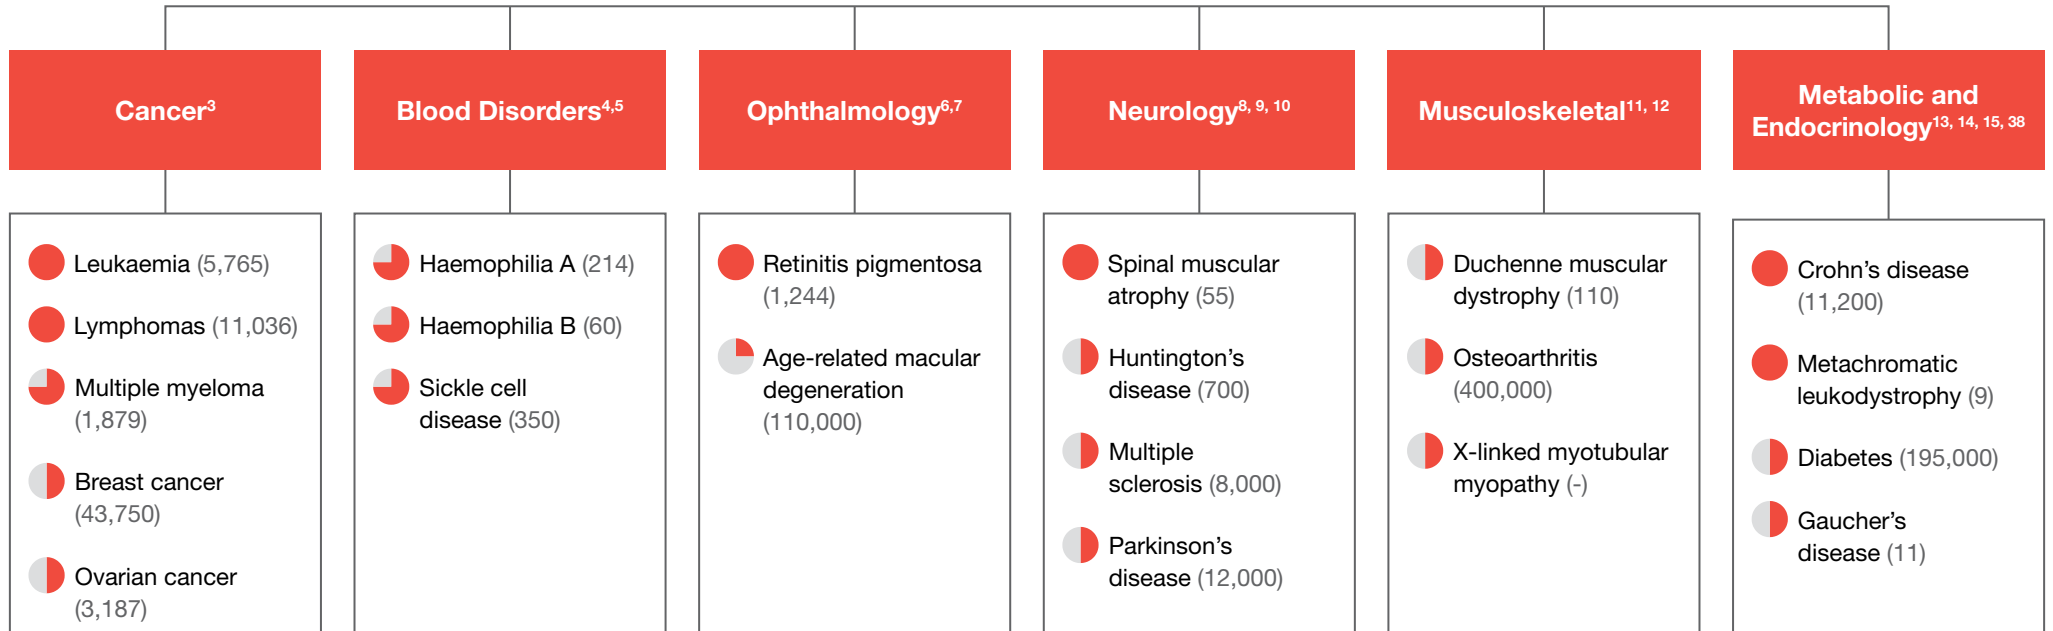 Cancer3
Leukaemia (5,765)
Lymphomas (11,036)
Multiple myeloma
(1,879)
Breast cancer
(43,750)
Ovarian cancer
(3,187)
Blood Disorders4,5
Haemophilia A (214)
Haemophilia B (60)
Sickle cell
disease (350)
Ophthalmology6,7
Retinitis pigmentosa
(1,244)
Age-related macular
degeneration
(110,000)
Neurology8, 9, 10
Spinal muscular
atrophy (55)
Huntington’s
disease (700)
Multiple
sclerosis (8,000)
Parkinson’s
disease (12,000)
Musculoskeletal11, 12
Duchenne muscular
dystrophy (110)
Osteoarthritis
(400,000)
X-linked myotubular
myopathy (-)
Metabolic and
Endocrinology13, 14, 15, 38
Crohn’s disease
(11,200)
Metachromatic
leukodystrophy (9)
Diabetes (195,000)
Gaucher’s
disease (11)